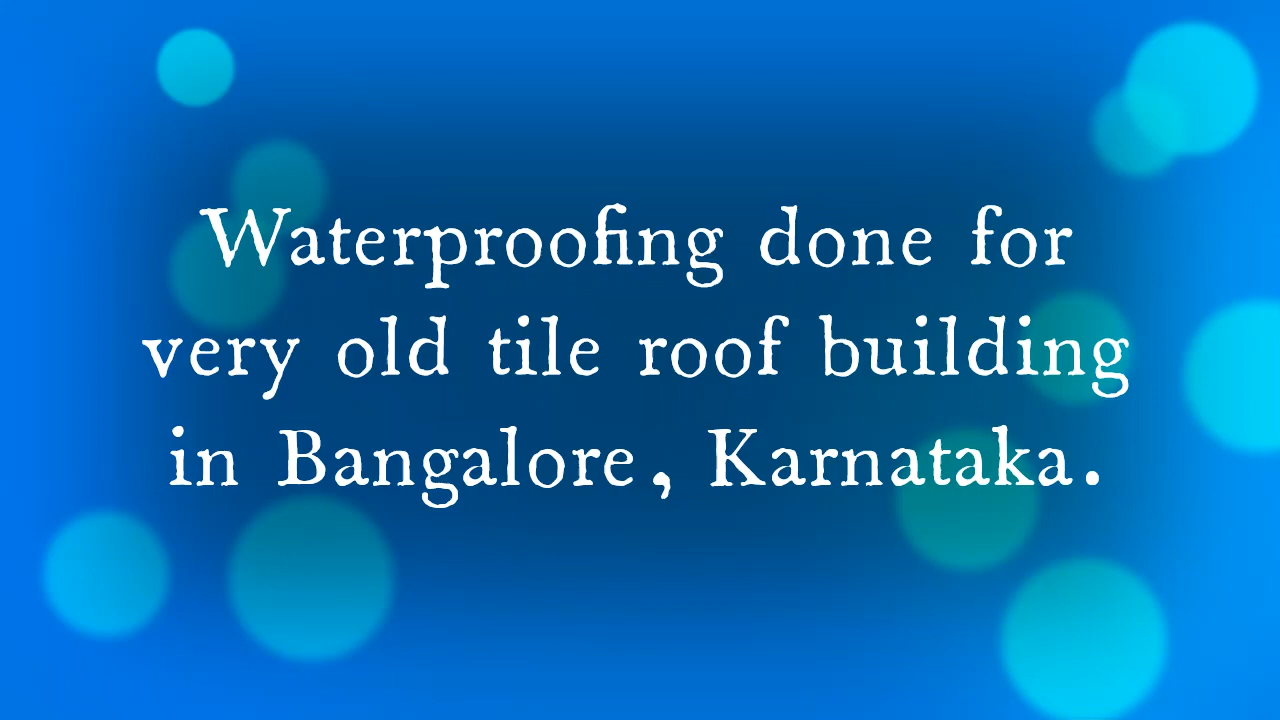 Waterproofing done for
very old tile roof building
in Bangalore, Karnataka.